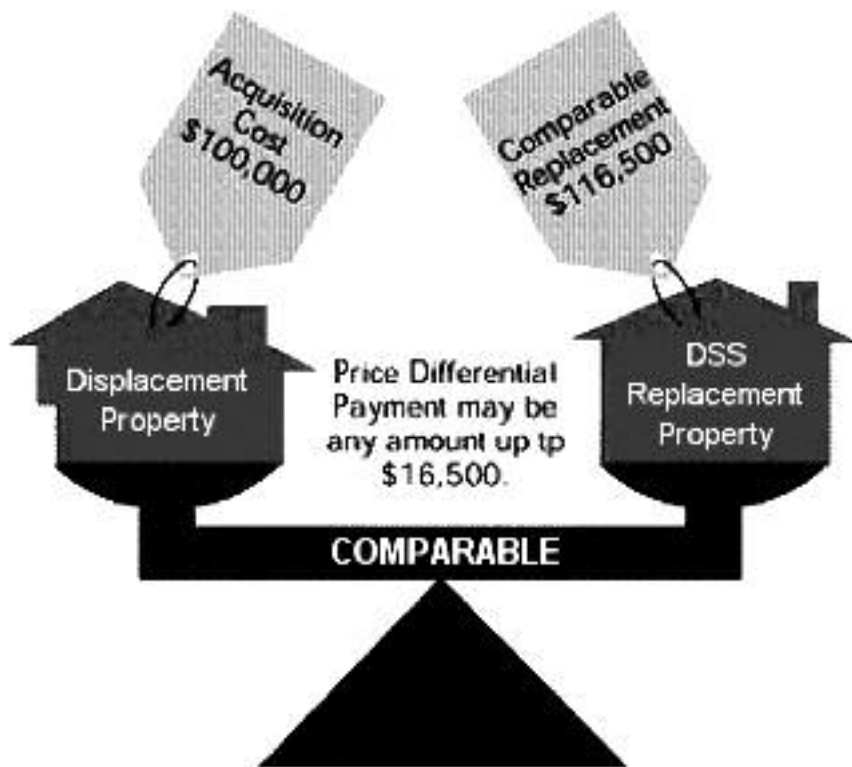 Acquisition
Cost
$100,000
Comparable
Replacement
$116,500
Displacement
Property
Price Differential
Payment may be
any amount up tp
$16,500.
DSS
Replacement
Property
COMPARABLE